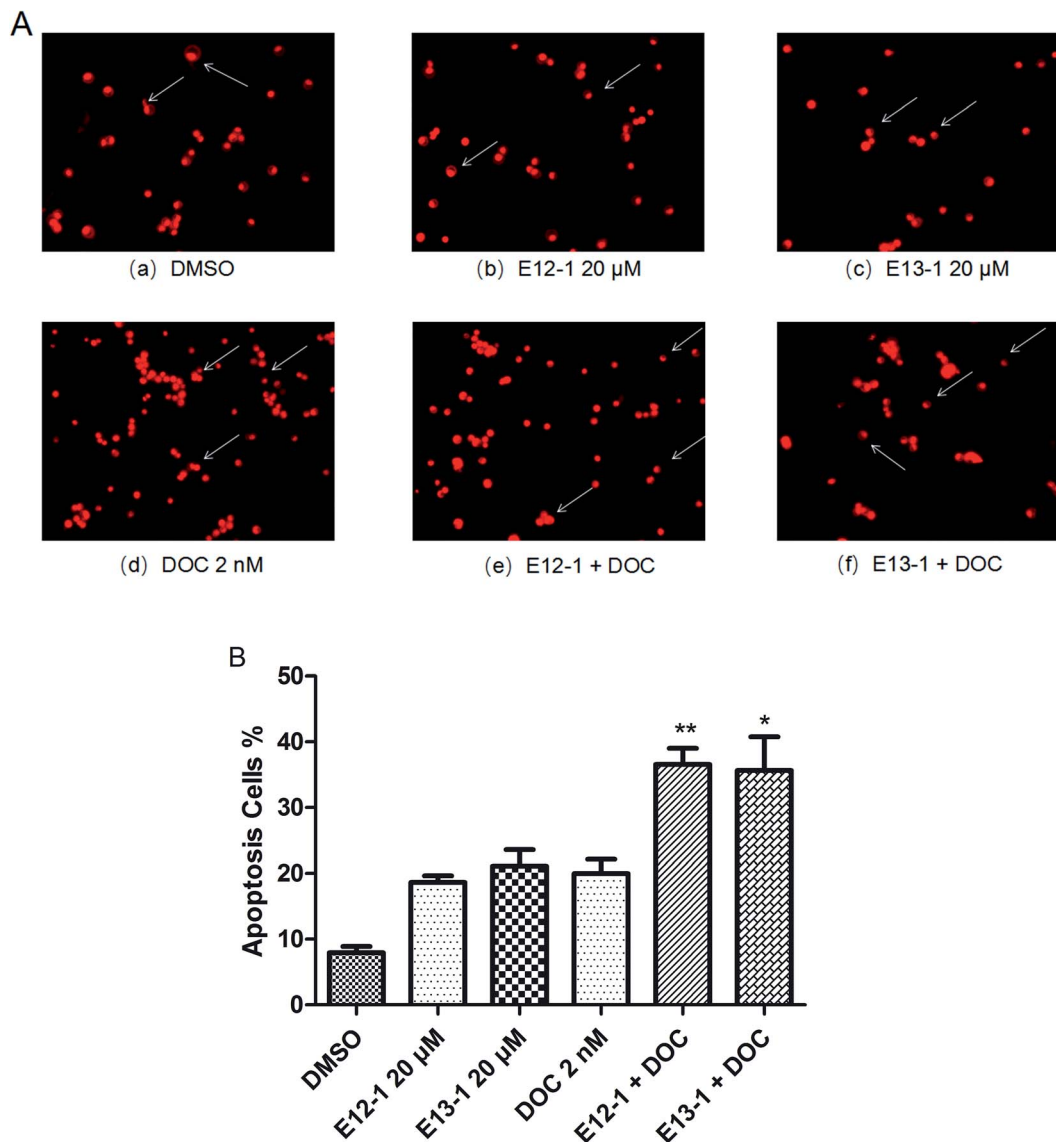 A
(a) DMSO
(b) E12-1 20 µM
(c) E13-1 20 µM
(d) DOC 2 nM
(e) E12-1 + DOC
(f) E13-1 + DOC
B
Apoptosis Cells %
50
40
30
20
10
0
**
*
DMSO
E12-1 20 µM
E13-1 20 µM
DOC 2 nM
E12-1 + DOC
E13-1 + DOC